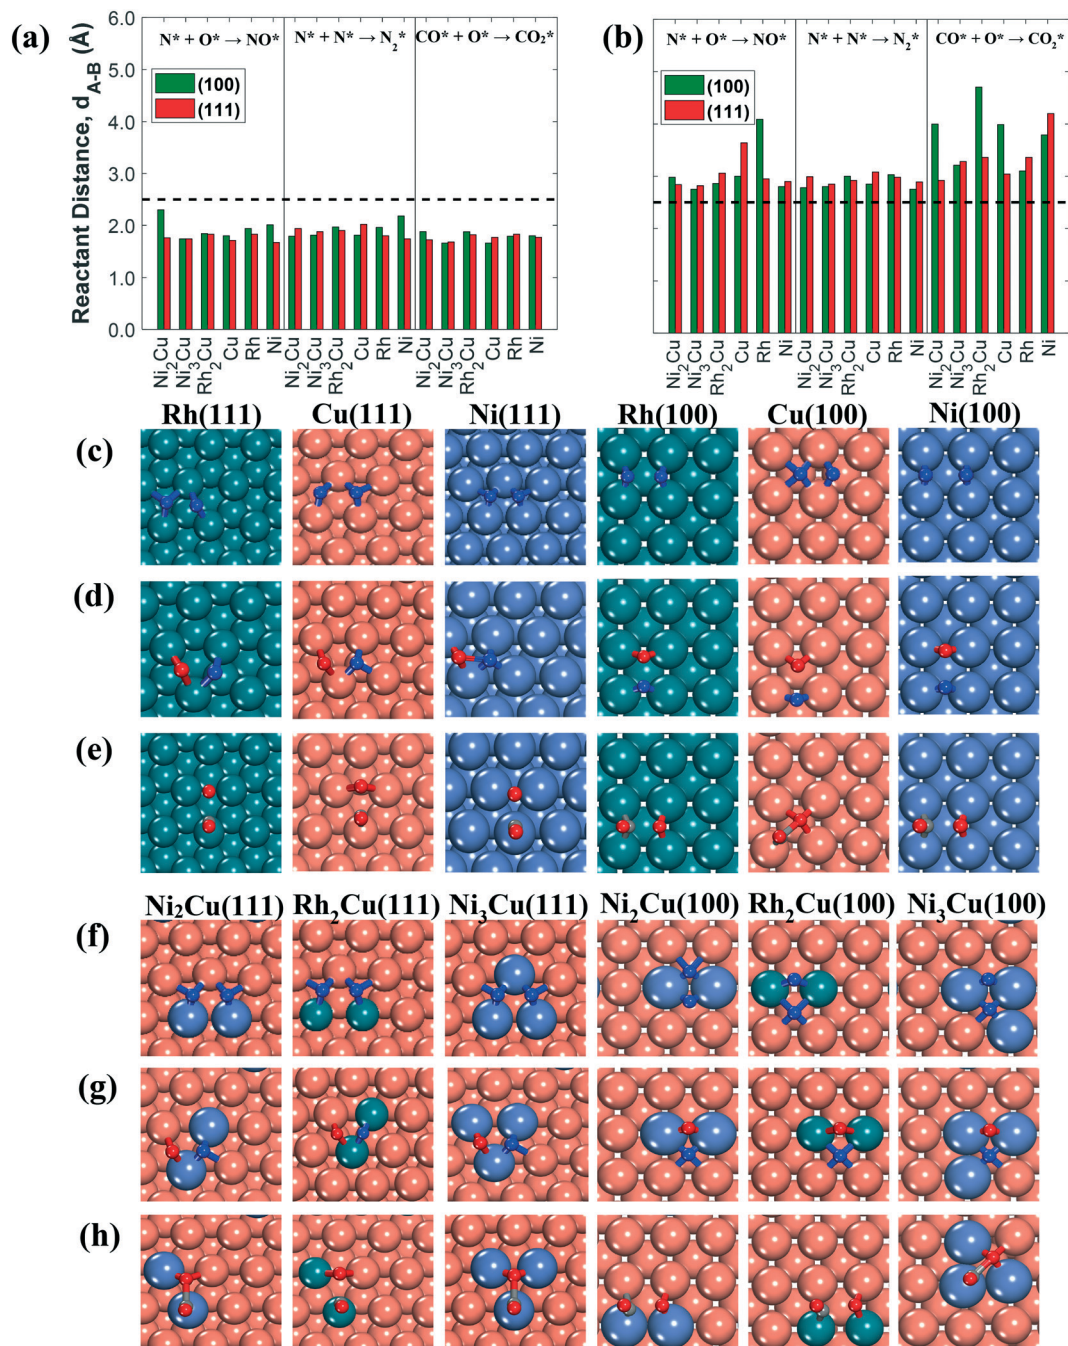 (a)
Reactant Distance, d_A-B (Å)
6.0
5.0
4.0
3.0
2.0
1.0
0.0
N* + O* → NO*
N* + N* → N₂*
CO* + O* → CO₂*
(100)
(111)
Ni₂Cu
Ni₃Cu
Rh₂Cu
Cu
Rh
Ni
Ni₂Cu
Ni₃Cu
Rh₂Cu
Cu
Rh
Ni
Ni₂Cu
Ni₃Cu
Rh₂Cu
Cu
Rh
Ni
(b)
N* + O* → NO*
N* + N* → N₂*
CO* + O* → CO₂*
(100)
(111)
Ni₂Cu
Ni₃Cu
Rh₂Cu
Cu
Rh
Ni
Ni₂Cu
Ni₃Cu
Rh₂Cu
Cu
Rh
Ni
Ni₂Cu
Ni₃Cu
Rh₂Cu
Cu
Rh
Ni
Rh(111) Cu(111) Ni(111) Rh(100) Cu(100) Ni(100)
(c)
(d)
(e)
Ni₂Cu(111) Rh₂Cu(111) Ni₃Cu(111) Ni₂Cu(100) Rh₂Cu(100) Ni₃Cu(100)
(f)
(g)
(h)